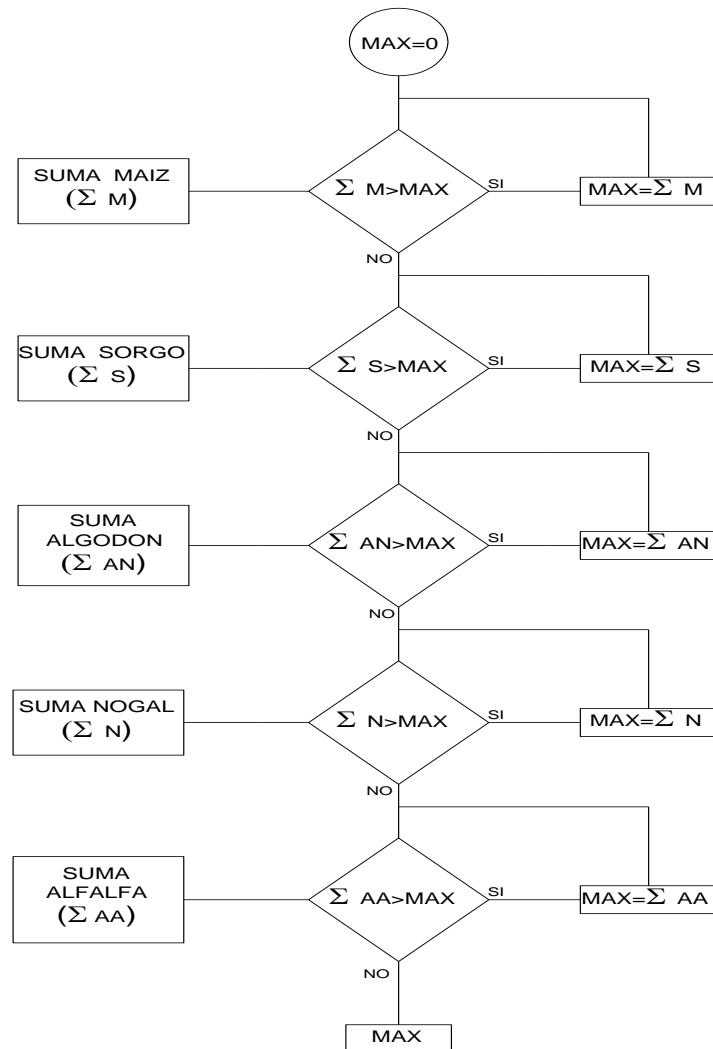 MAX=0
SUMA MAIZ
(Σ M)
Σ M>MAX
SI
MAX=Σ M
NO
SUMA SORGO
(Σ S)
Σ S>MAX
SI
MAX=Σ S
NO
SUMA
ALGODON
(Σ AN)
Σ AN>MAX
SI
MAX=Σ AN
NO
SUMA NOGAL
(Σ N)
Σ N>MAX
SI
MAX=Σ N
NO
SUMA
ALFALFA
(Σ AA)
Σ AA>MAX
SI
MAX=Σ AA
NO
MAX